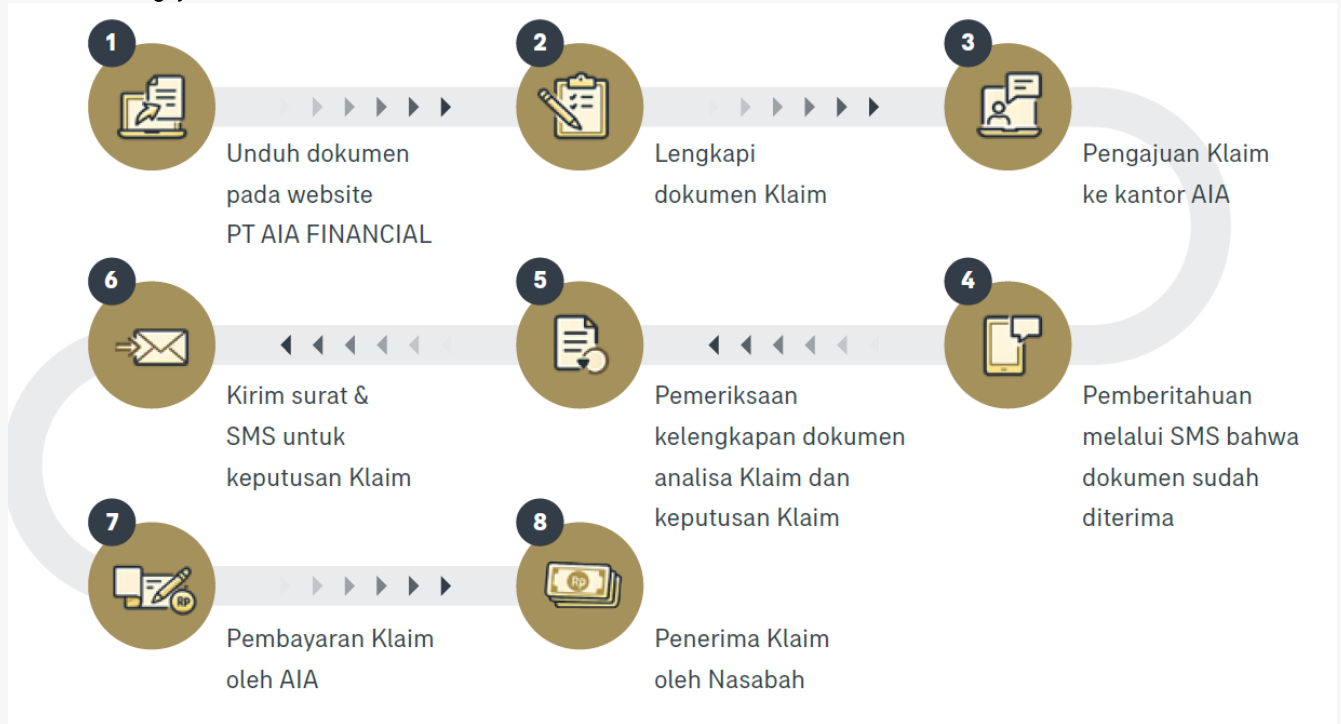 1
Unduh dokumen
pada website
PT AIA FINANCIAL
2
Lengkapi
dokumen Klaim
3
Pengajuan Klaim
ke kantor AIA
4
Pemberitahuan
melalui SMS bahwa
dokumen sudah
diterima
5
Pemeriksaan
kelengkapan dokumen
analisa Klaim dan
keputusan Klaim
6
Kirim surat &
SMS untuk
keputusan Klaim
7
Rp
Pembayaran Klaim
oleh AIA
8
Rp
Penerima Klaim
oleh Nasabah